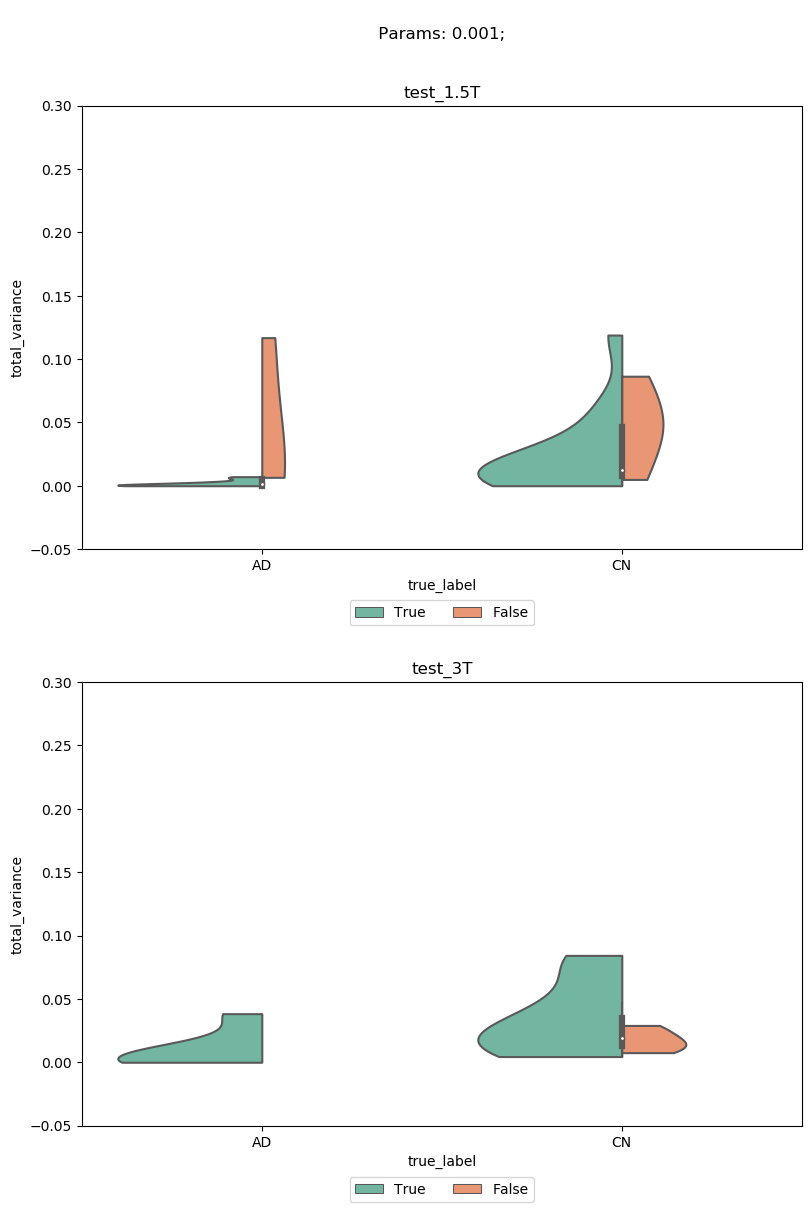 Params: 0.001;
test_1.5T
0.30
0.25
0.20
0.15
0.10
0.05
0.00
−0.05
total_variance
AD CN
true_label
True False
test_3T
0.30
0.25
0.20
0.15
0.10
0.05
0.00
−0.05
total_variance
AD CN
true_label
True False